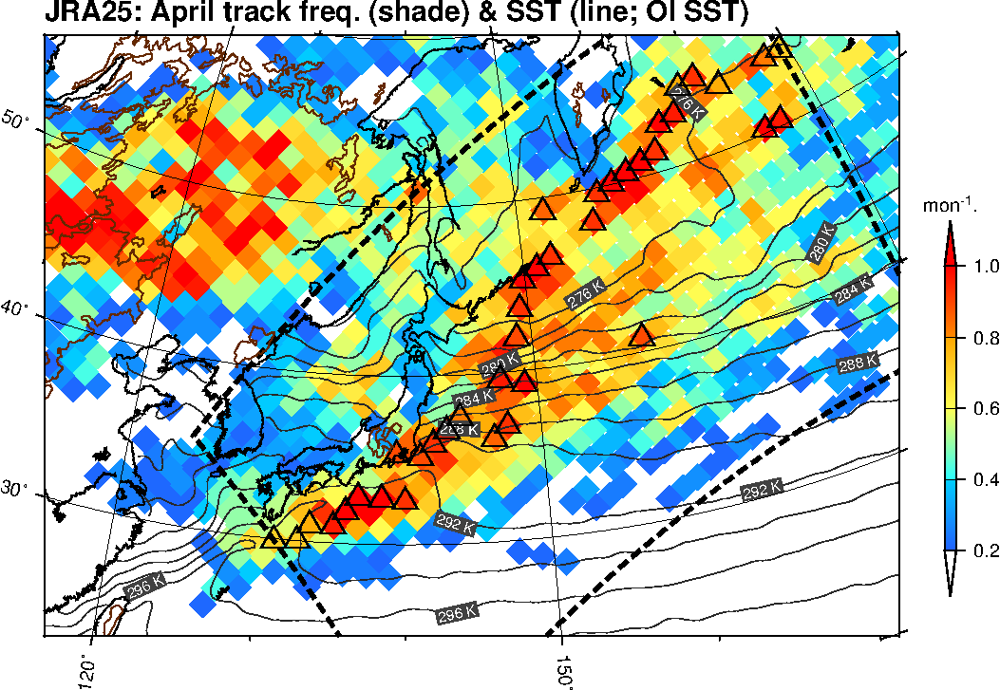 JRA25: April track freq. (shade) & SST (line; OI SST)
50°
276 K
mon-1.
280 K
1.0
276 K
284 K
40°
0.8
280 K
288 K
284 K
0.6
288 K
30°
292 K
0.4
292 K
0.2
296 K
296 K
120°
150°